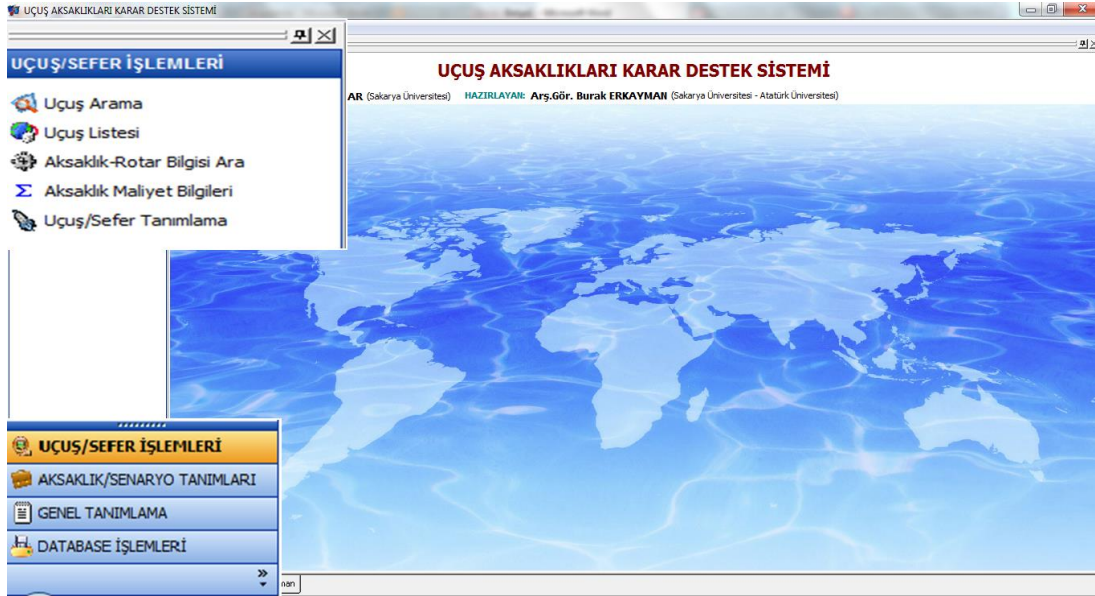 UÇUŞ AKSAKLIKLARI KARAR DESTEK SİSTEMİ
UÇUŞ/SEFER İŞLEMLERİ
Uçuş Arama
Uçuş Listesi
Aksaklık-Rotar Bilgisi Ara
Aksaklık Maliyet Bilgileri
Uçuş/Sefer Tanımlama
UÇUŞ AKSAKLIKLARI KARAR DESTEK SİSTEMİ
AR (Sakarya Üniversitesi) HAZIRLAYAN: Arş.Gör. Burak ERKAYMAN (Sakarya Üniversitesi - Atatürk Üniversitesi)
UÇUŞ/SEFER İŞLEMLERİ
AKSAKLIK/SENARYO TANIMLARI
GENEL TANIMLAMA
DATABASE İŞLEMLERİ